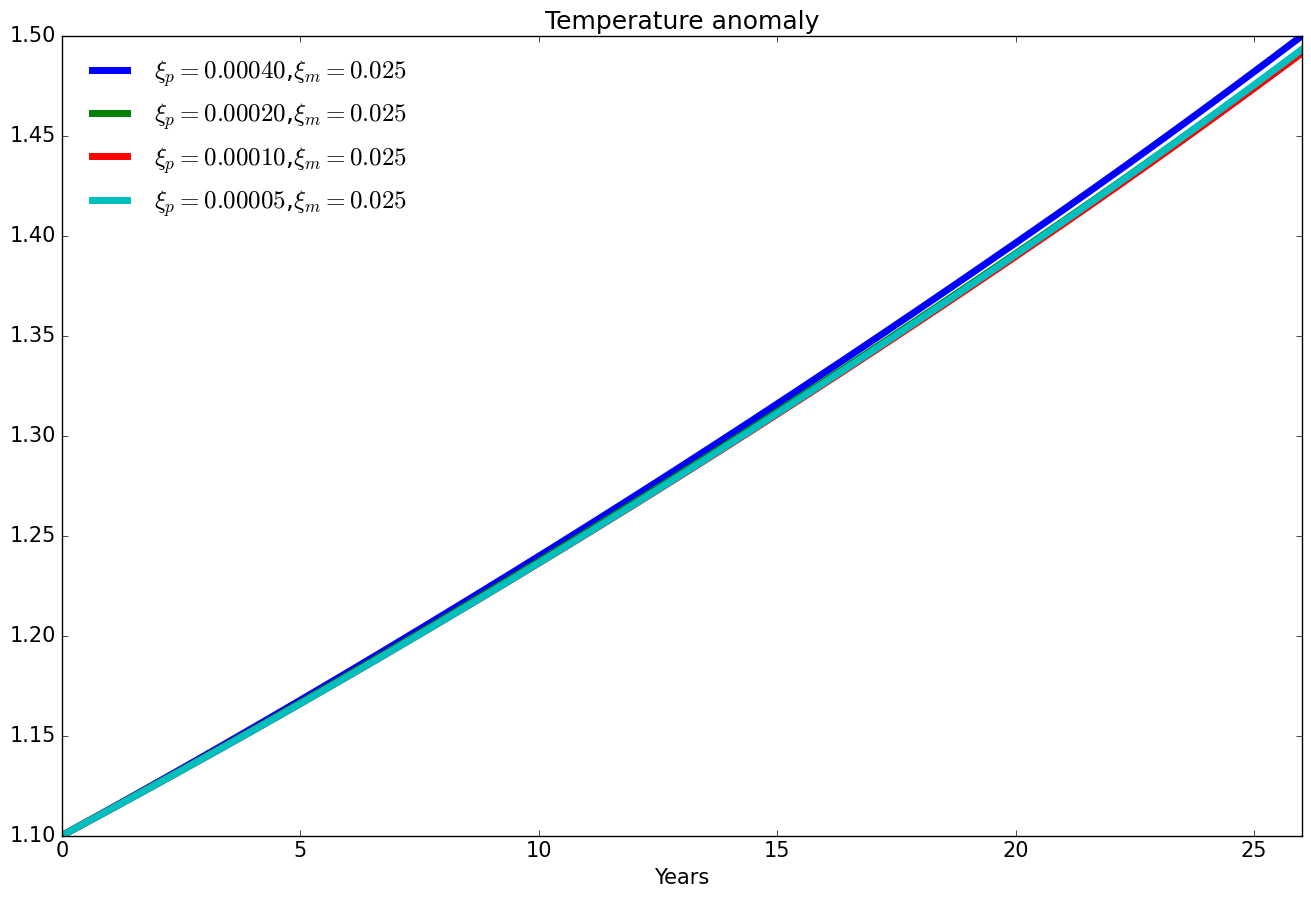 Temperature anomaly
1.50
1.45
1.40
1.35
1.30
1.25
1.20
1.15
1.10
ξₚ = 0.00040,ξₘ = 0.025
ξₚ = 0.00020,ξₘ = 0.025
ξₚ = 0.00010,ξₘ = 0.025
ξₚ = 0.00005,ξₘ = 0.025
0 5 10 15 20 25
Years